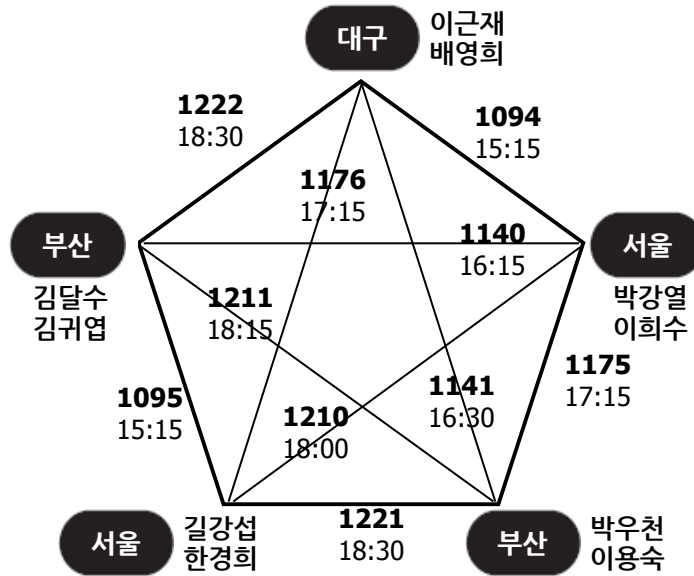 대구
이근재
배영희
1222
18:30
1094
15:15
1176
17:15
부산
김달수
김귀엽
1140
16:15
서울
박강열
이희수
1211
18:15
1175
17:15
1095
15:15
1210
18:00
1141
16:30
서울
길강섭
한경희
1221
18:30
부산
박우천
이용숙